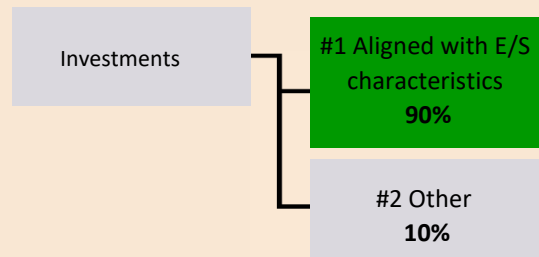 Investments
#1 Aligned with E/S
characteristics
90%
#2 Other
10%